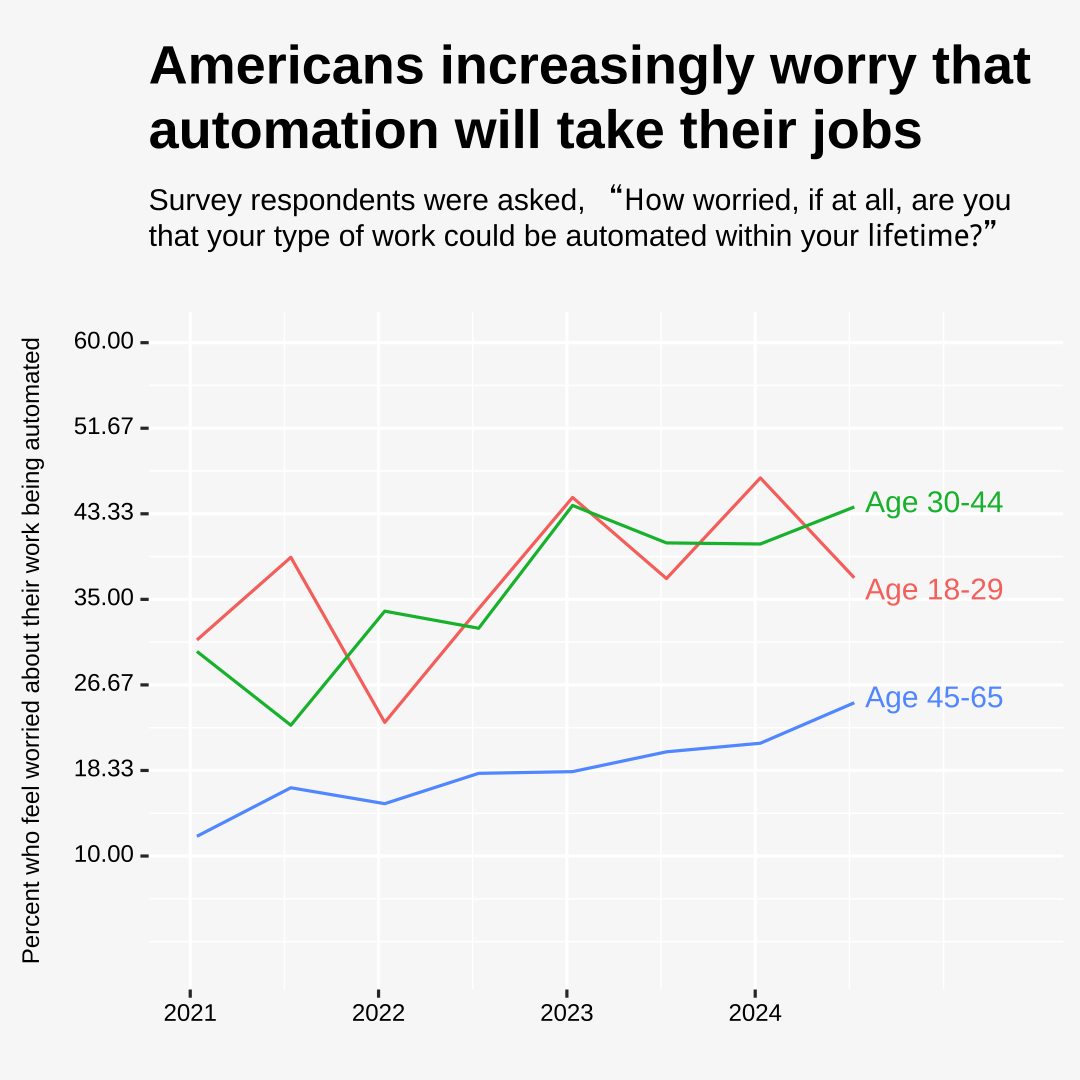 Americans increasingly worry that
automation will take their jobs
Survey respondents were asked, “How worried, if at all, are you
that your type of work could be automated within your lifetime?”
Percent who feel worried about their work being automated
60.00
51.67
43.33
35.00
26.67
18.33
10.00
Age 30-44
Age 18-29
Age 45-65
2021
2022
2023
2024